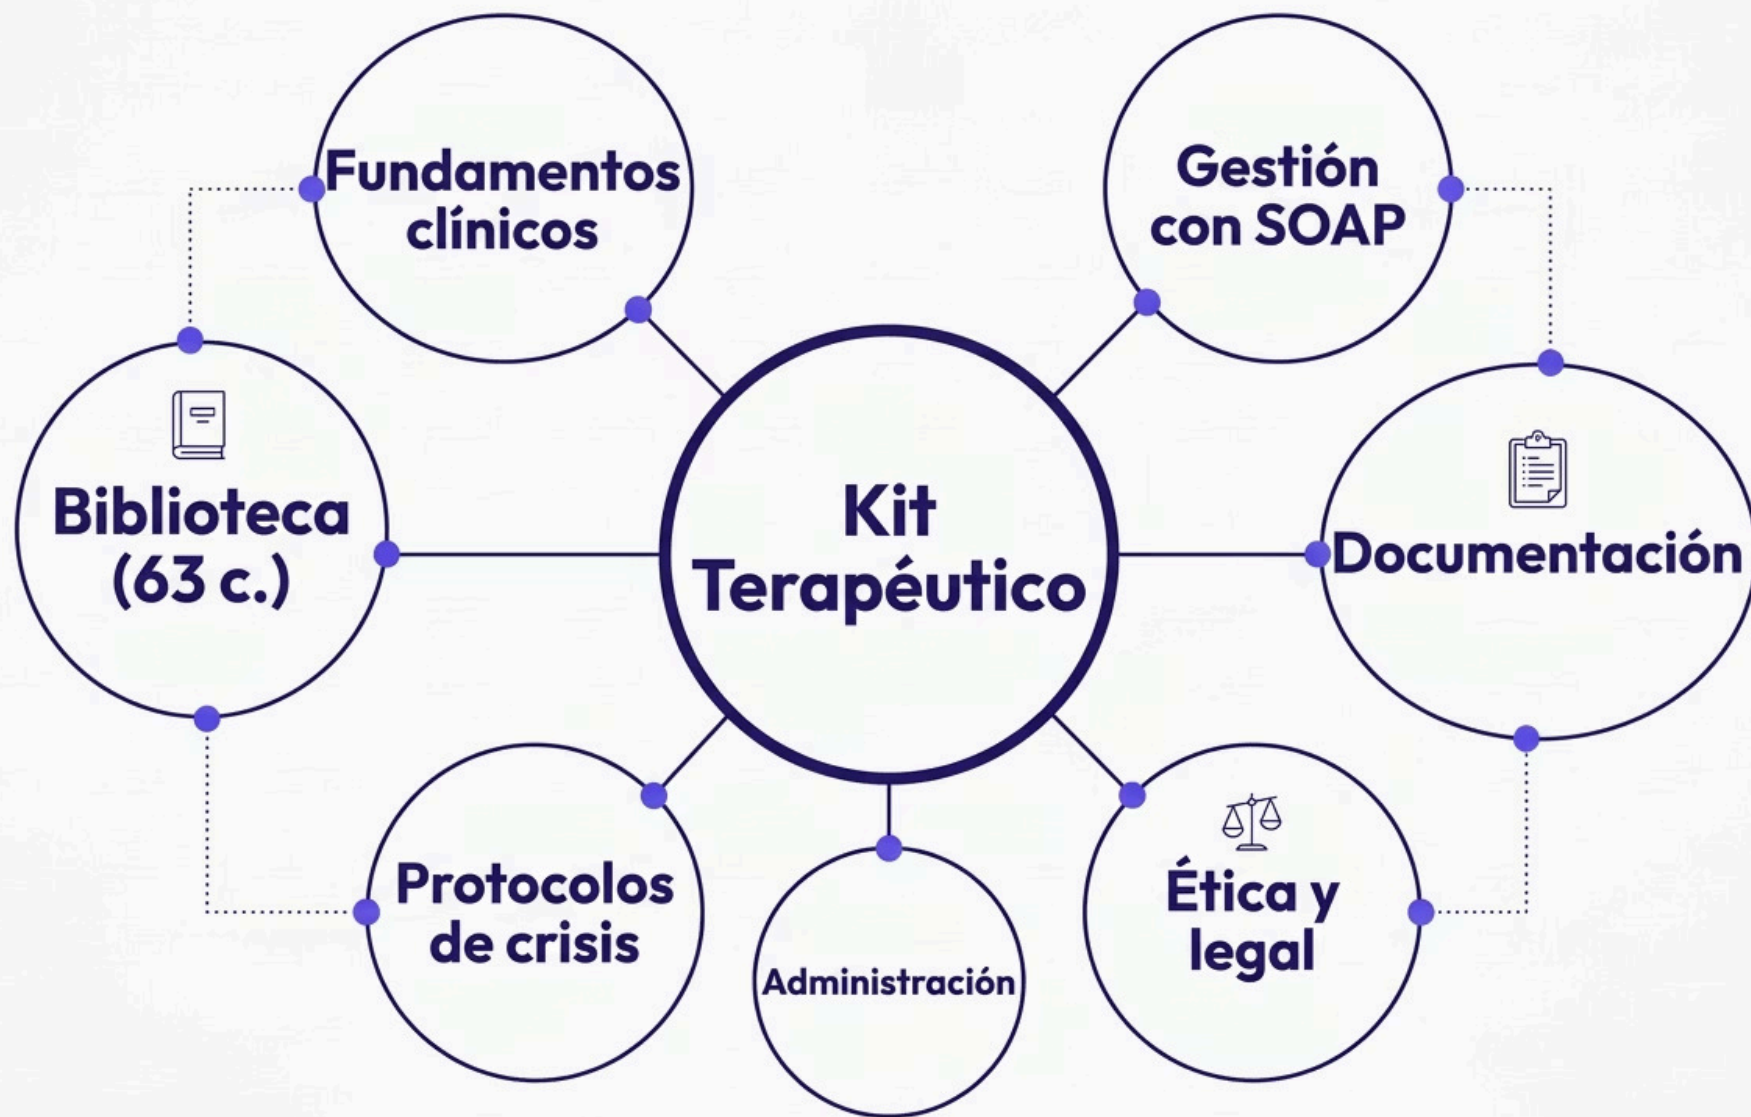 Fundamentos
clínicos
Gestión
con SOAP
Biblioteca
(63 c.)
Kit
Terapéutico
Documentación
Protocolos
de crisis
Administración
Ética y
legal